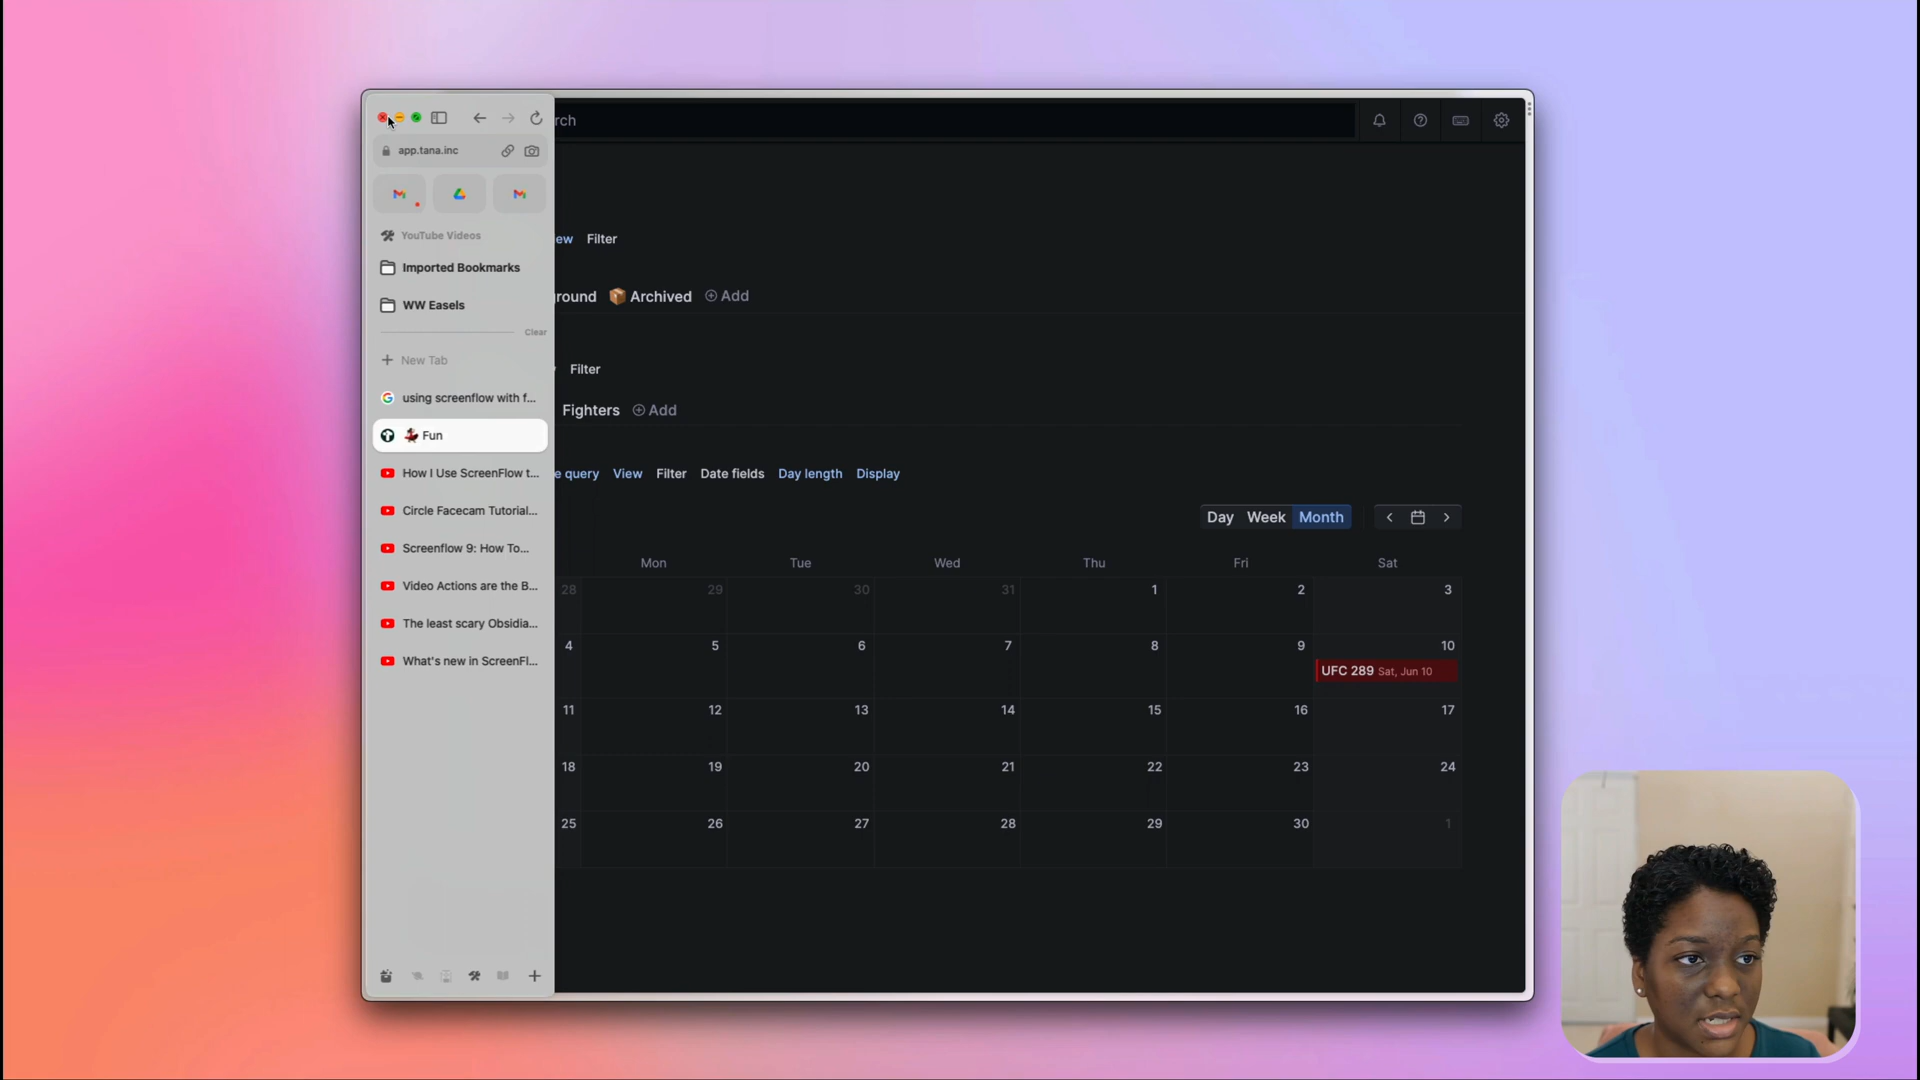 rch
app.tana.inc
YouTube Videos
ew Filter
Imported Bookmarks
round Archived Add
WW Easels
Clear
New Tab
Filter
using screenflow with f...
Fighters Add
Fun
How I Use ScreenFlow t...
e query View Filter Date fields Day length Display
Circle Facecam Tutorial...
Day Week Month
Screenflow 9: How To...
Mon Tue Wed Thu Fri Sat
Video Actions are the B...
28 29 30 31 1 2 3
The least scary Obsidia...
4 5 6 7 8 9 10
What's new in ScreenFl...
UFC 289 Sat, Jun 10
11 12 13 14 15 16 17
18 19 20 21 22 23 24
25 26 27 28 29 30 1